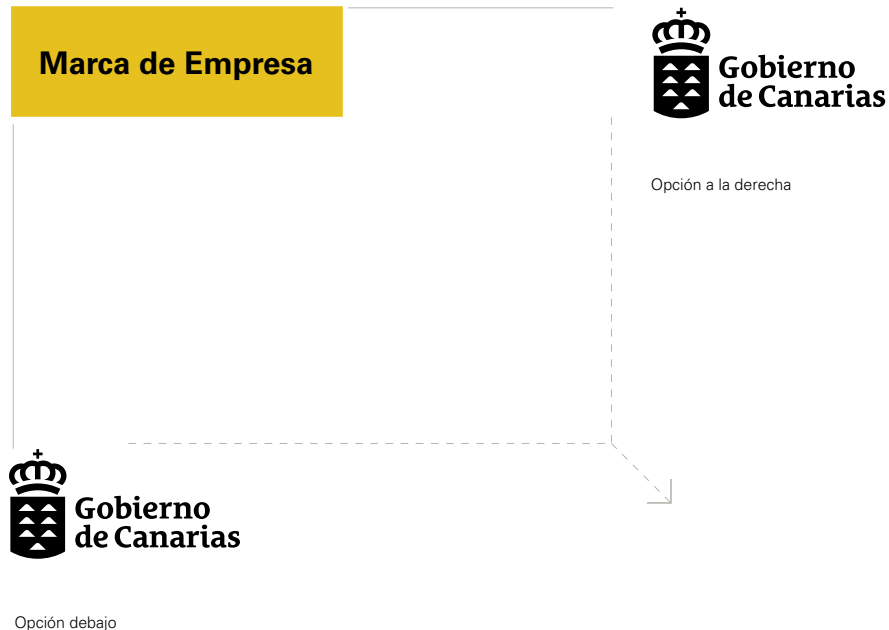 Marca de Empresa
Gobierno
de Canarias
Opción a la derecha
Gobierno
de Canarias
Opción debajo